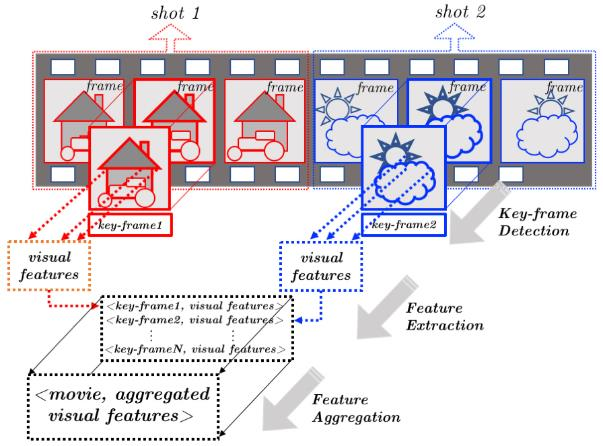 shot 1
shot 2
frame
frame
frame
frame
frame
frame
key-frame1
key-frame2
Key-frame
Detection
visual
features
visual
features
<key-frame1, visual features>
<key-frame2, visual features>
⋮ ⋮
<key-frameN, visual features>
Feature
Extraction
<movie, aggregated
visual features>
Feature
Aggregation